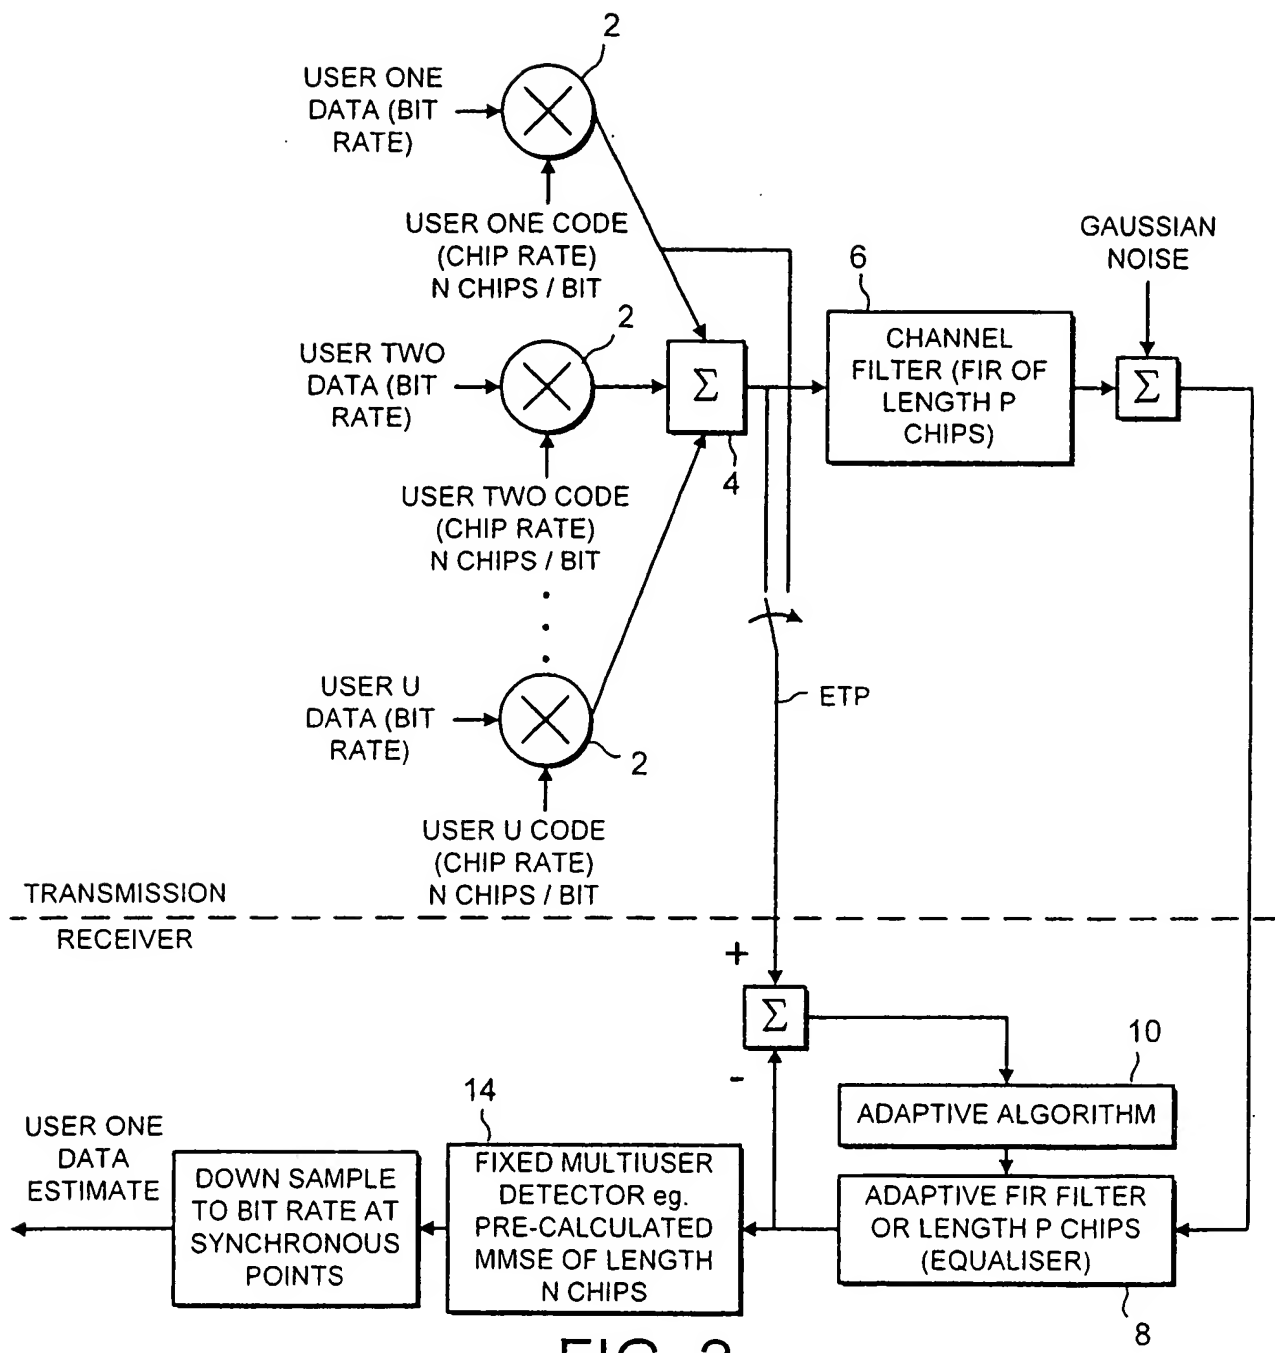 2
USER ONE
DATA (BIT
RATE)
USER ONE CODE
(CHIP RATE)
N CHIPS / BIT
GAUSSIAN
NOISE
6
CHANNEL
FILTER (FIR OF
LENGTH P
CHIPS)
Σ
2
USER TWO
DATA (BIT
RATE)
Σ
4
USER TWO CODE
(CHIP RATE)
N CHIPS / BIT
USER U
DATA (BIT
RATE)
2
ETP
USER U CODE
(CHIP RATE)
N CHIPS / BIT
TRANSMISSION
RECEIVER
+
Σ
-
10
ADAPTIVE ALGORITHM
14
USER ONE
DATA
ESTIMATE
DOWN SAMPLE
TO BIT RATE AT
SYNCHRONOUS
POINTS
FIXED MULTIUSER
DETECTOR eg.
PRE-CALCULATED
MMSE OF LENGTH
N CHIPS
ADAPTIVE FIR FILTER
OR LENGTH P CHIPS
(EQUALISER)
8